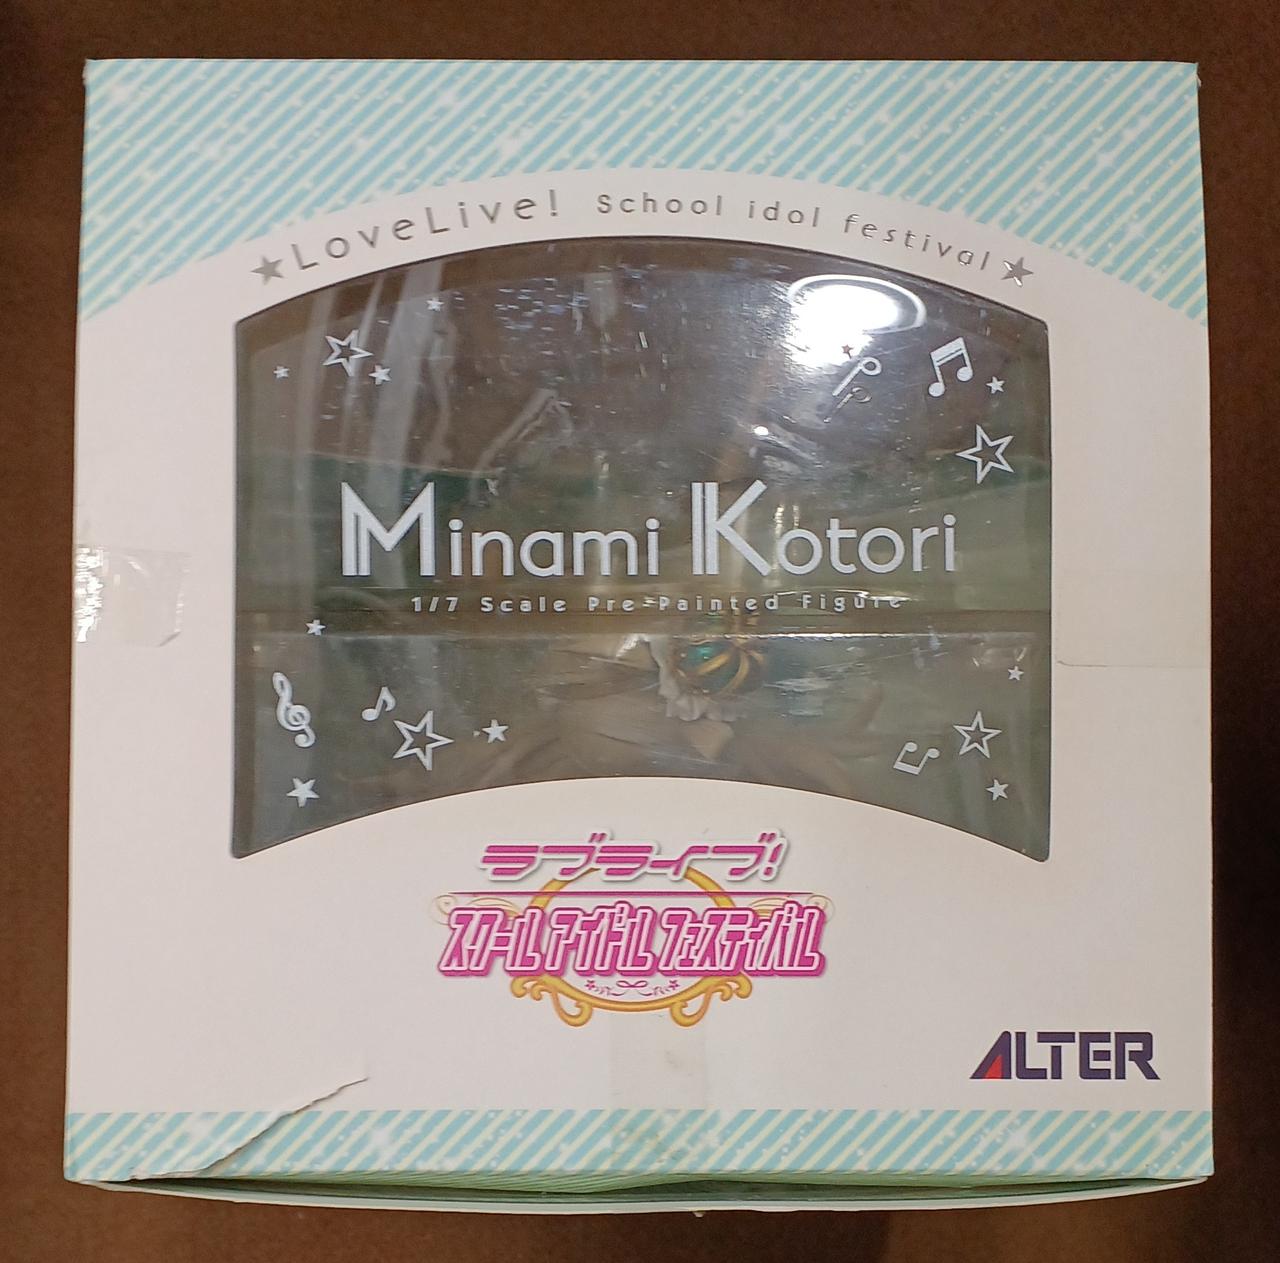 ★LoveLive! School idol festival★
Minami Kotori
1/7 Scale Pre-Painted Figure
ラブライブ!
スクールアイドルフェスティバル
ALTER